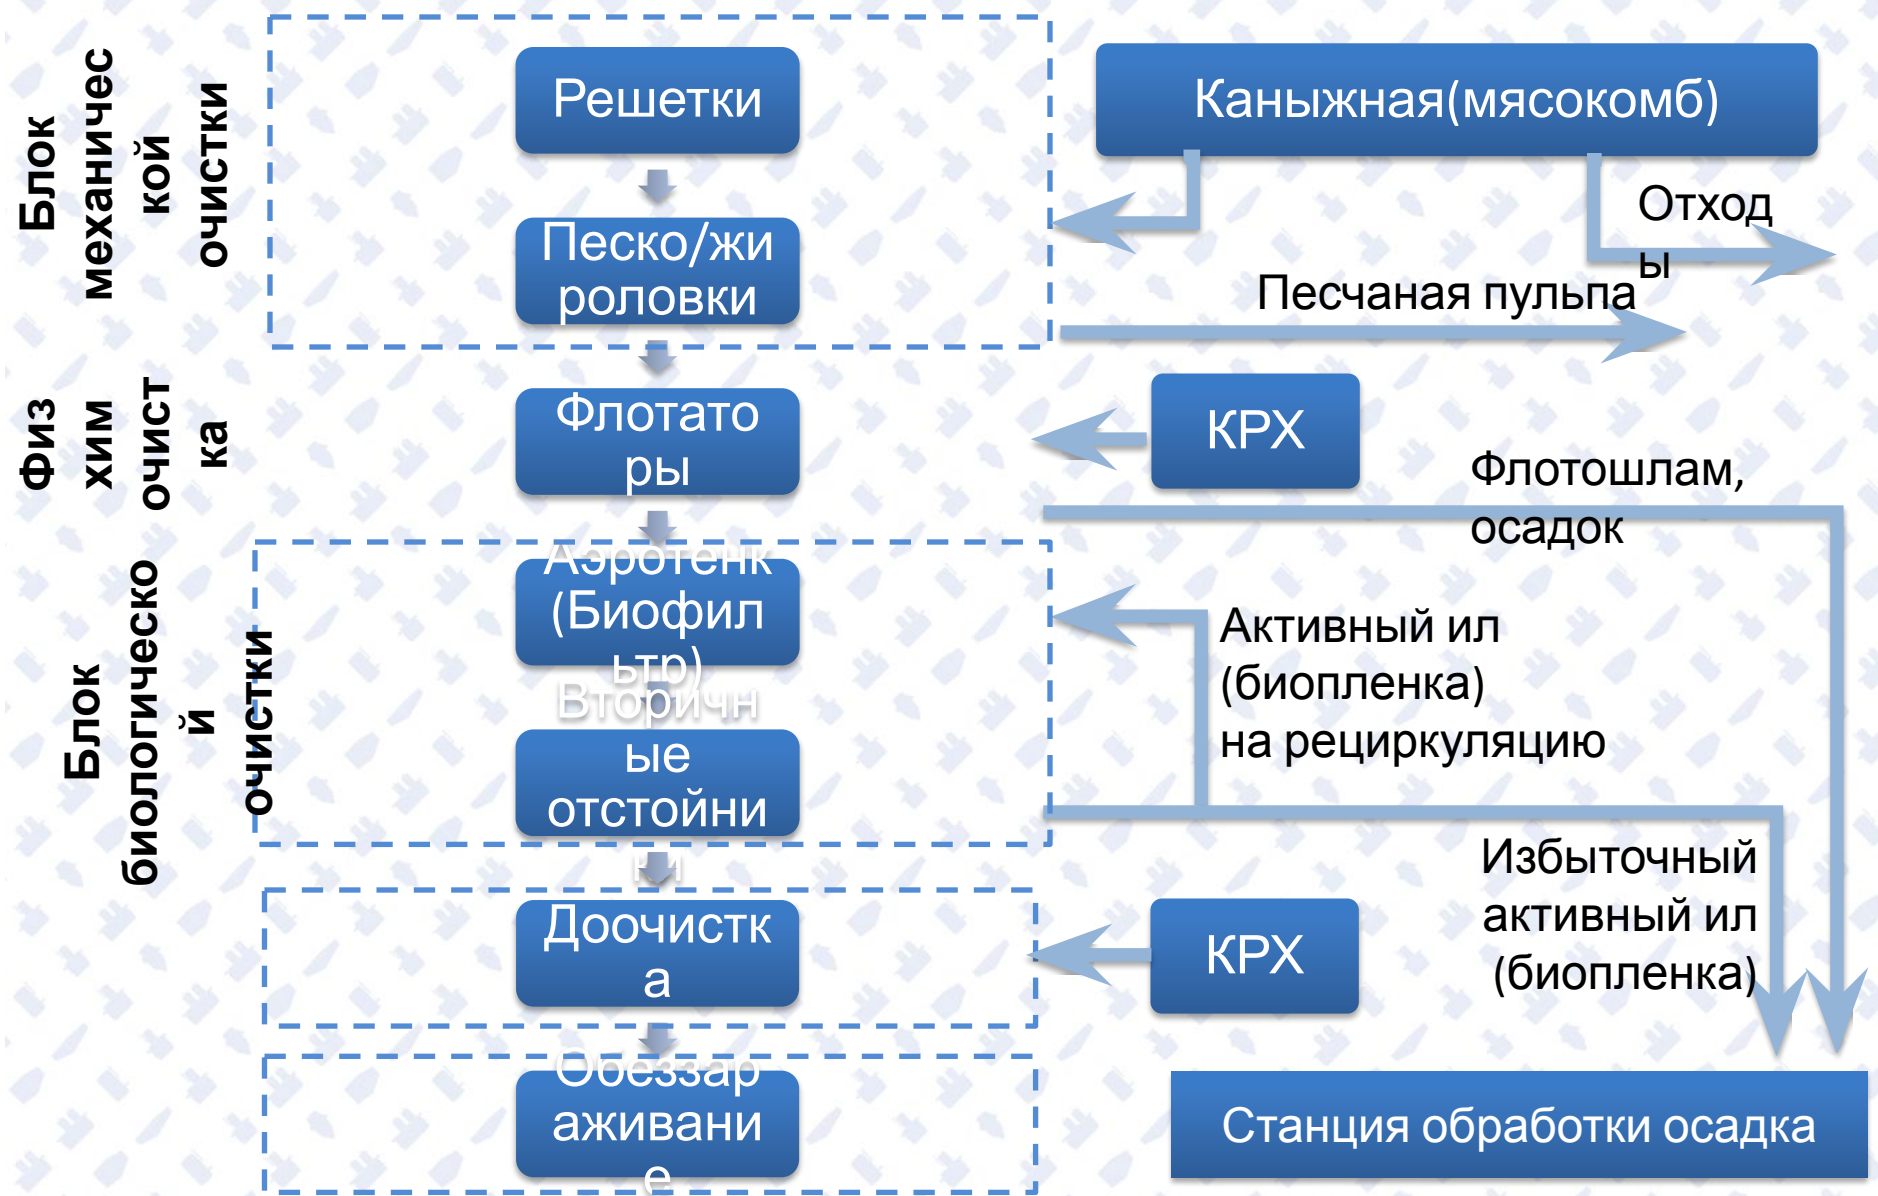 Блок
механичес
кой
очистки
Решетки
Песко/жи
роловки
Каныжная(мясокомб)
Отход
ы
Песчаная пульпа
Физ
хим
очист
ка
Флотато
ры
КРХ
Флотошлам,
осадок
Блок
биологическо
й
очистки
Аэротенк
(Биофил
ьтр)
Вторичн
ые
отстойни
ки
Активный ил
(биопленка)
на рециркуляцию
Избыточный
активный ил
(биопленка)
Доочистк
а
КРХ
Обеззар
аживани
е
Станция обработки осадка